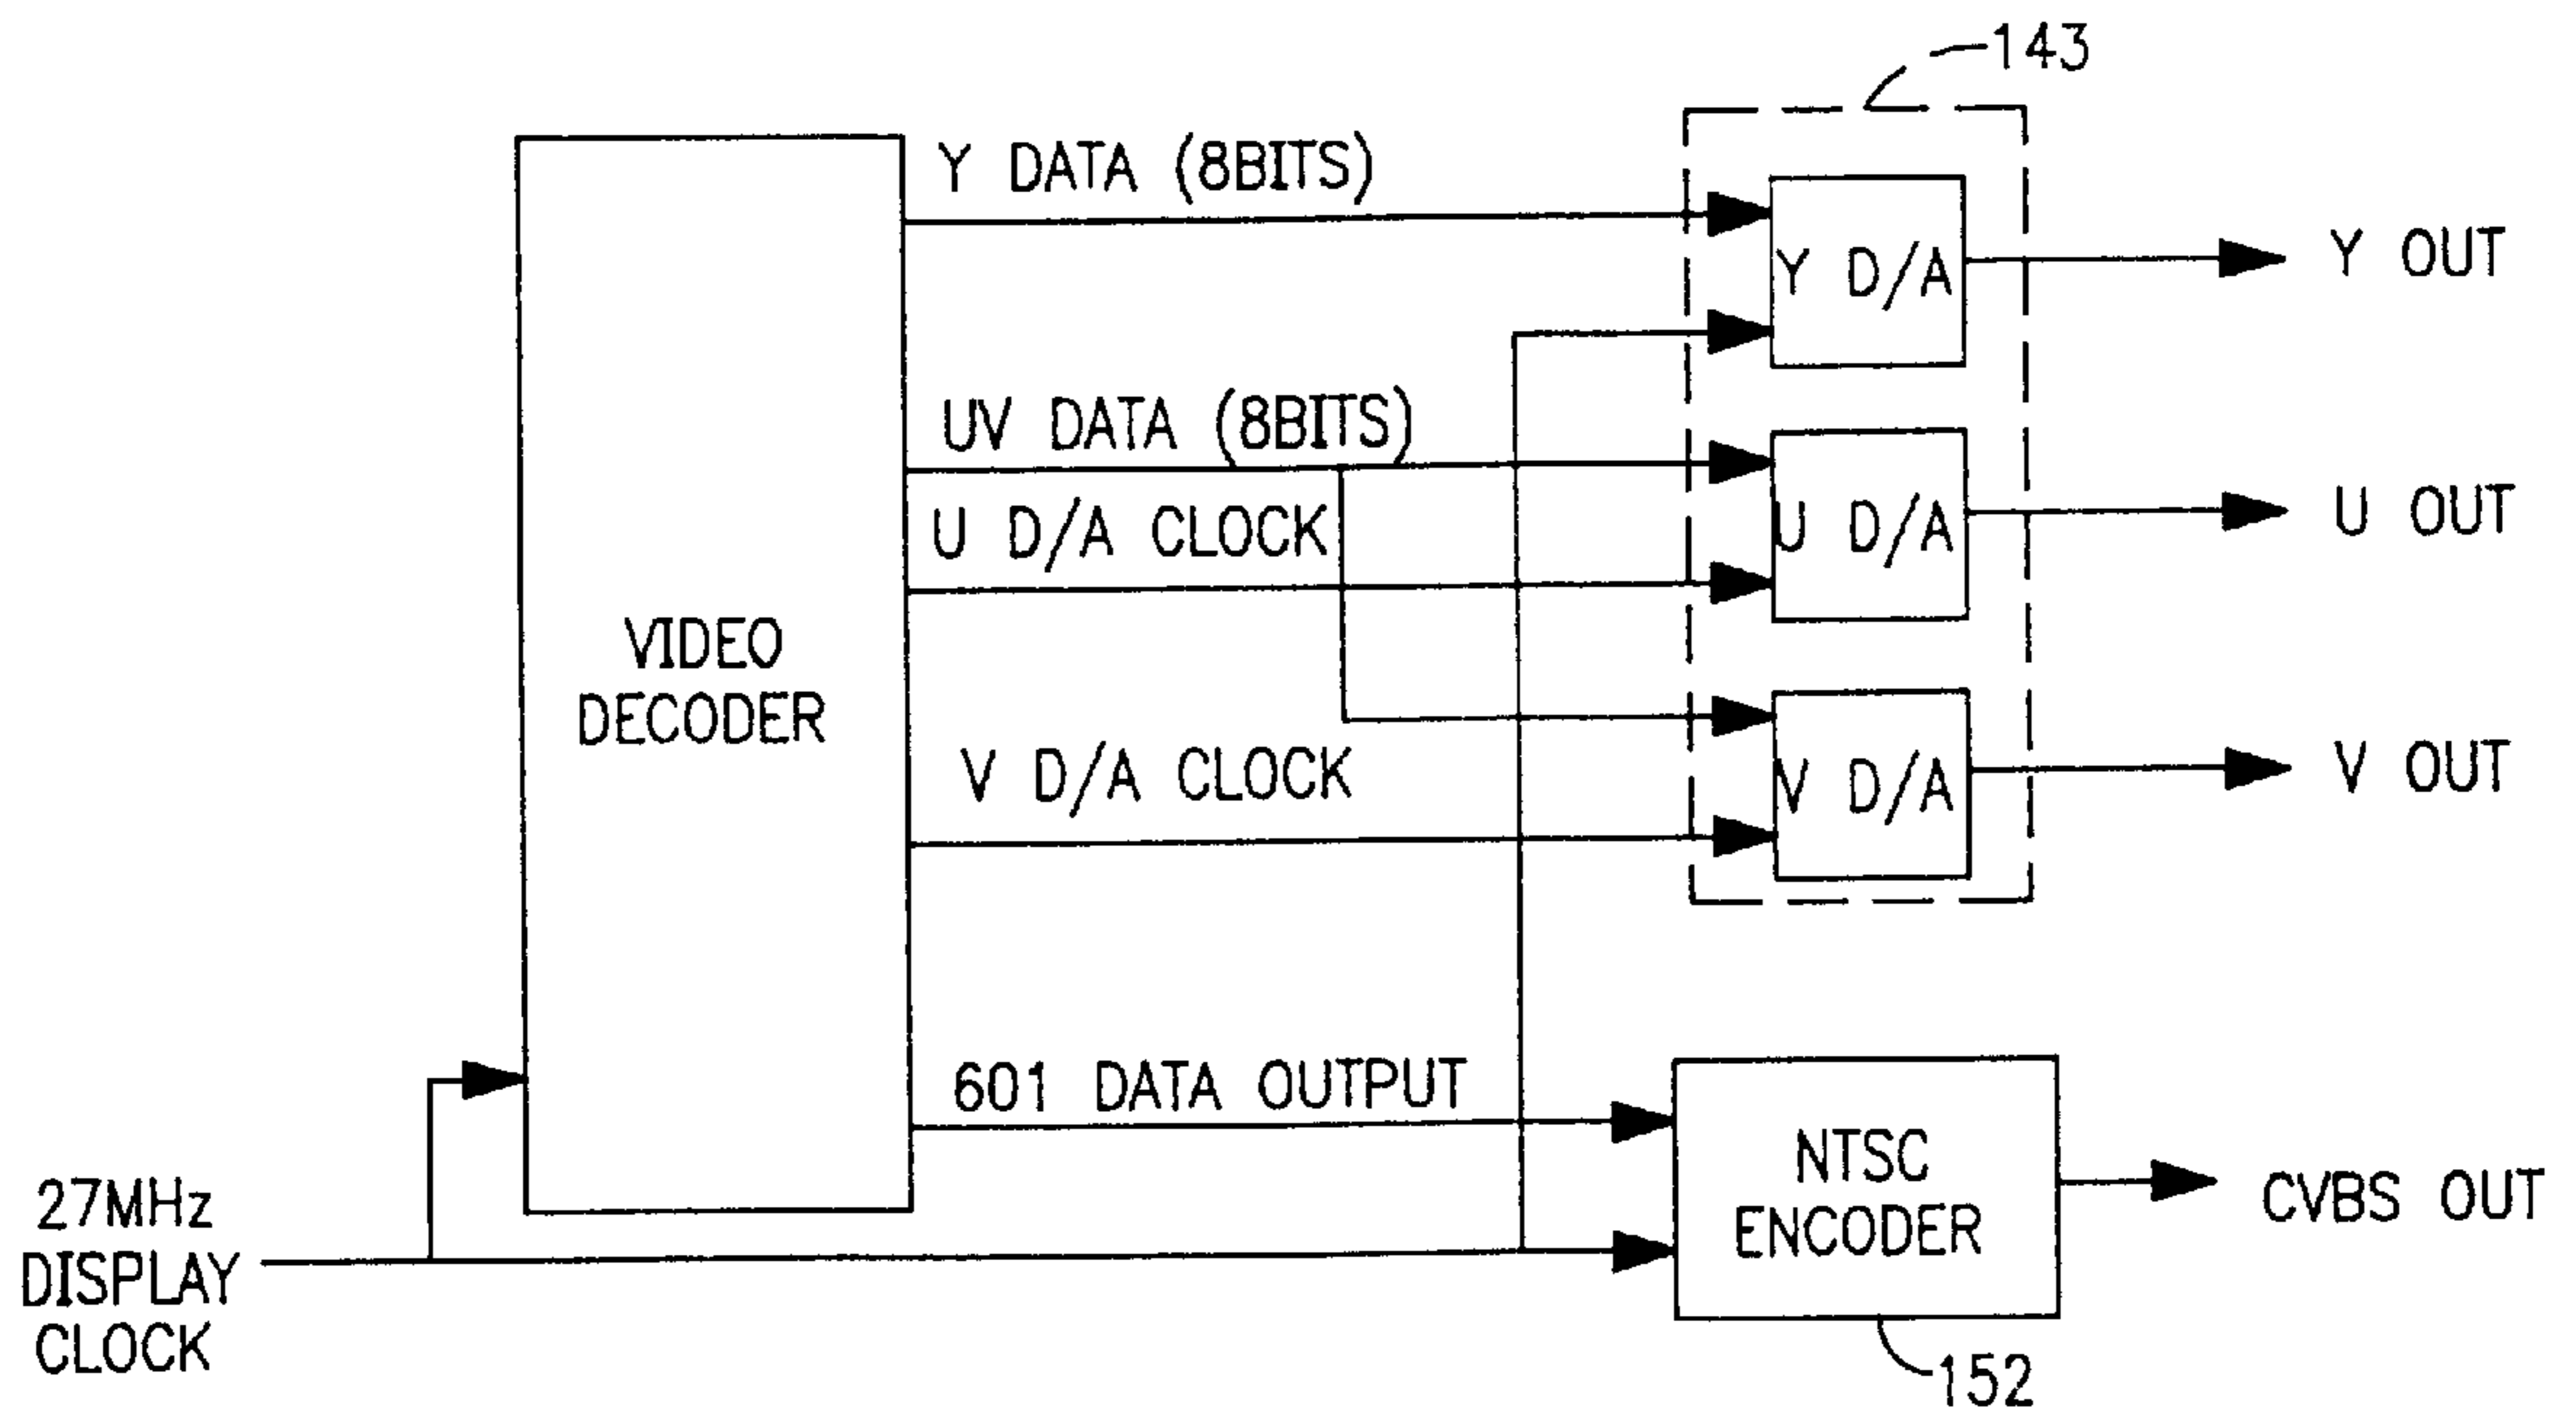 143
Y DATA (8BITS)
Y D/A
Y OUT
UV DATA (8BITS)
U D/A CLOCK
U D/A
U OUT
VIDEO
DECODER
V D/A CLOCK
V D/A
V OUT
601 DATA OUTPUT
NTSC
ENCODER
CVBS OUT
27MHz
DISPLAY
CLOCK
152